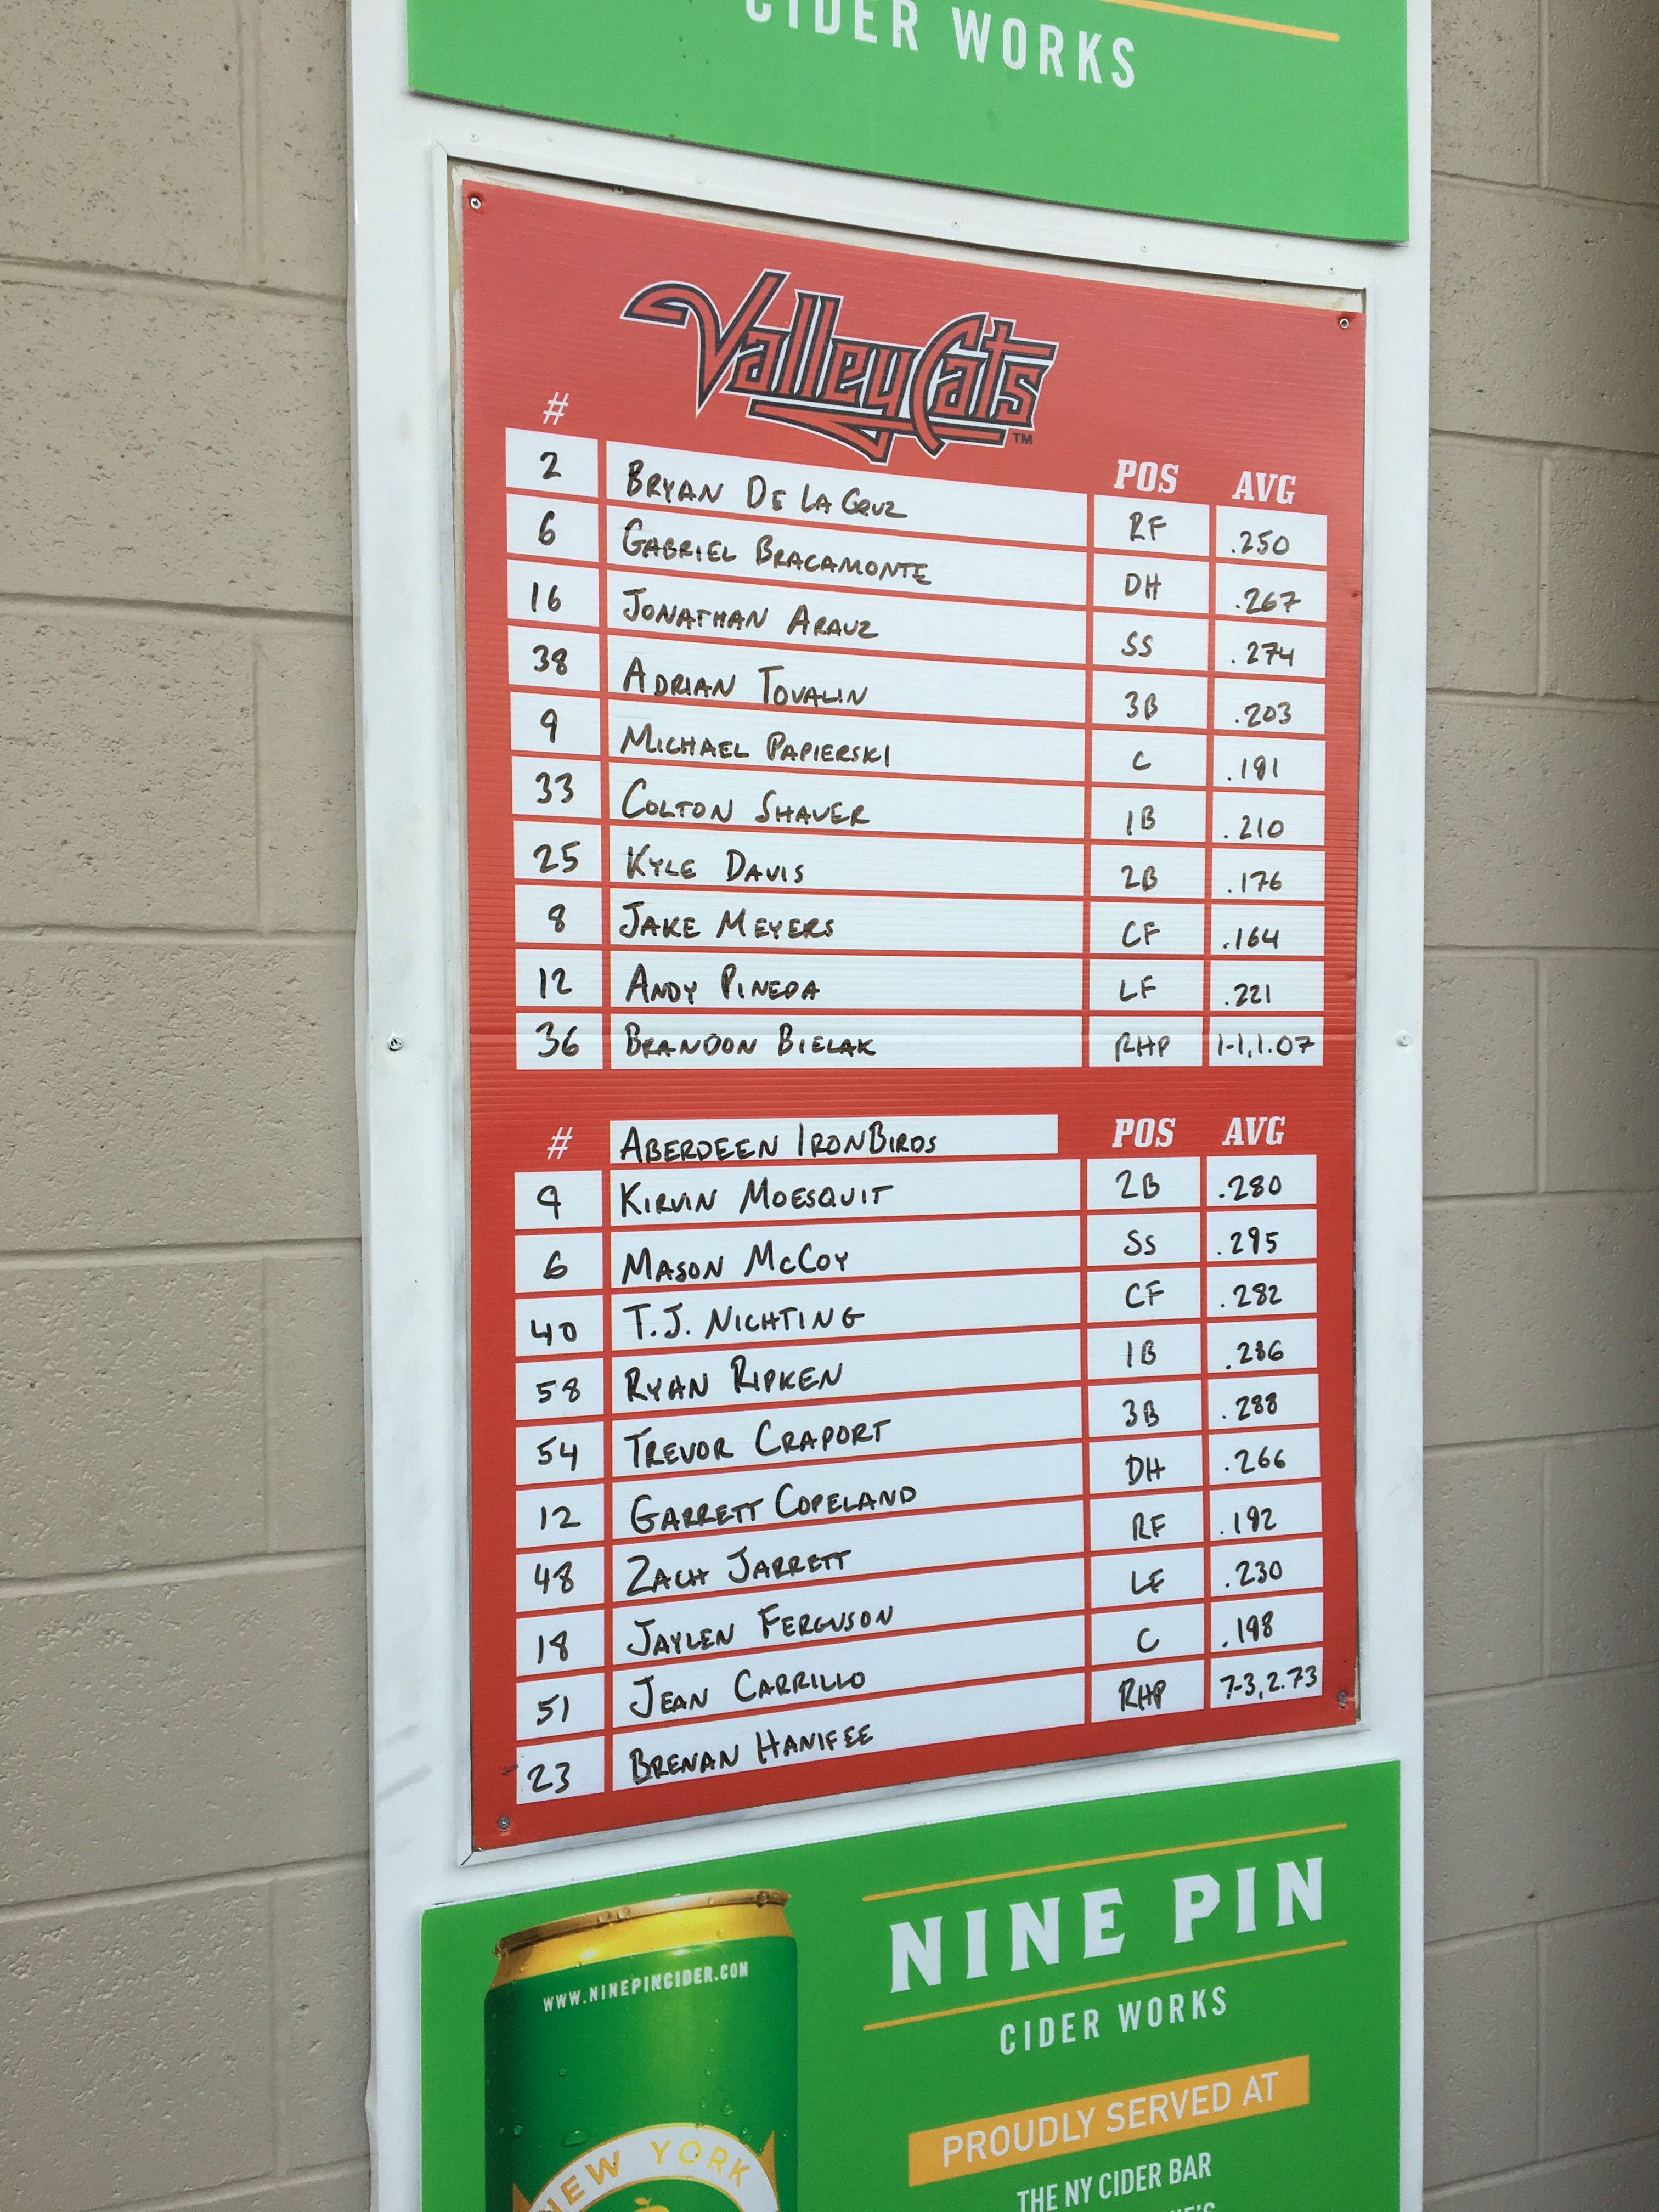 CIDER WORKS
ValleyCats™
# POS AVG
2 BRYAN DE LA CRUZ RF .250
6 GABRIEL BRACAMONTE DH .267
16 JONATHAN ARAUZ SS .274
38 ADRIAN TOVALIN 3B .203
9 MICHAEL PAPIERSKI C .191
33 COLTON SHAVER 1B .210
25 KYLE DAVIS 2B .176
8 JAKE MEYERS CF .164
12 ANDY PINEDA LF .221
36 BRANDON BIELAK RHP 1-1, 1.07
# ABERDEEN IRONBIRDS POS AVG
9 KIRVIN MOESQUIT 2B .280
6 MASON MCCOY SS .295
40 T.J. NICHTING CF .282
58 RYAN RIPKEN 1B .286
54 TREVOR CRAPORT 3B .288
12 GARRETT COPELAND DH .266
48 ZACH JARRETT RF .192
18 JAYLEN FERGUSON LF .230
51 JEAN CARRILLO C .198
23 BRENAN HANIFEE RHP 7-3, 2.73
NINE PIN
CIDER WORKS
PROUDLY SERVED AT
THE NY CIDER BAR
WWW.NINEPINCIDER.COM
NEW YORK